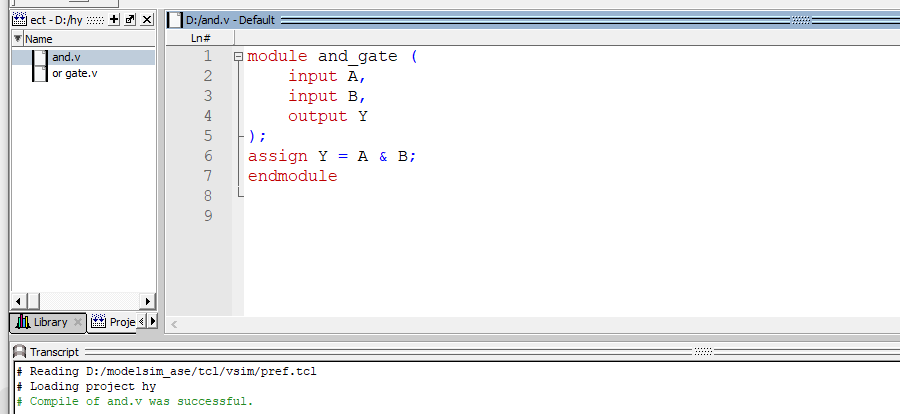 ect - D:/hy
Name
and.v
or gate.v
Library
Proje
D:/and.v - Default
Ln#
1 module and_gate (
2 input A,
3 input B,
4 output Y
5 );
6 assign Y = A & B;
7 endmodule
8
9
Transcript
# Reading D:/modelsim_ase/tcl/vsim/pref.tcl
# Loading project hy
# Compile of and.v was successful.